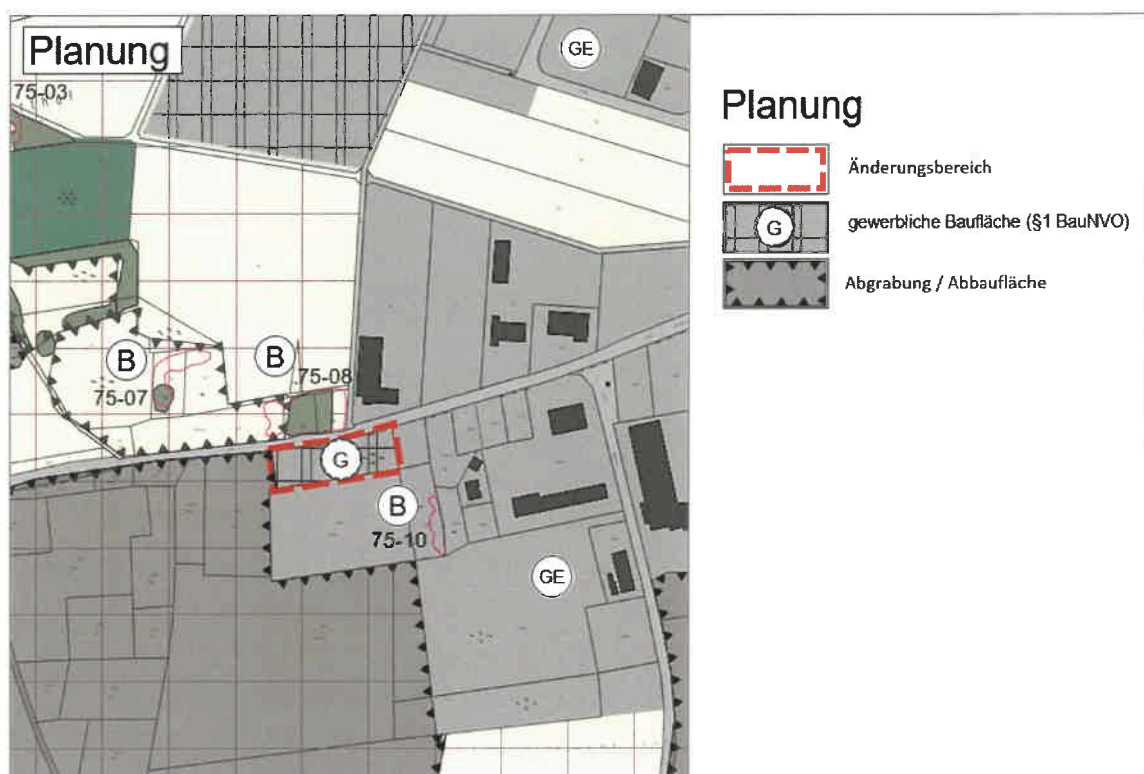 Planung
GE
75-03
B
75-07
B
75-08
G
B
75-10
GE
Planung
Änderungsbereich
G
gewerbliche Baufläche (§1 BauNVO)
Abgrabung / Abbaufläche